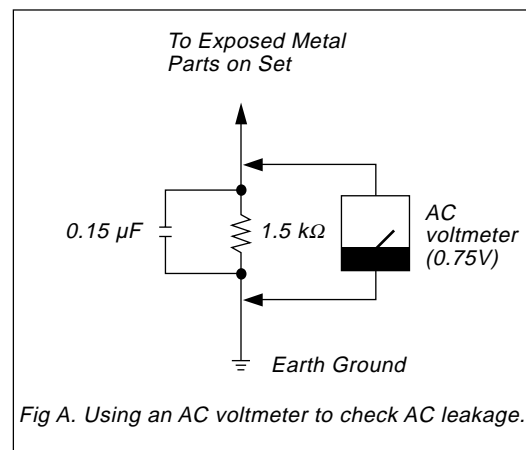 To Exposed Metal
Parts on Set
0.15 µF
1.5 kΩ
AC
voltmeter
(0.75V)
Earth Ground
Fig A. Using an AC voltmeter to check AC leakage.